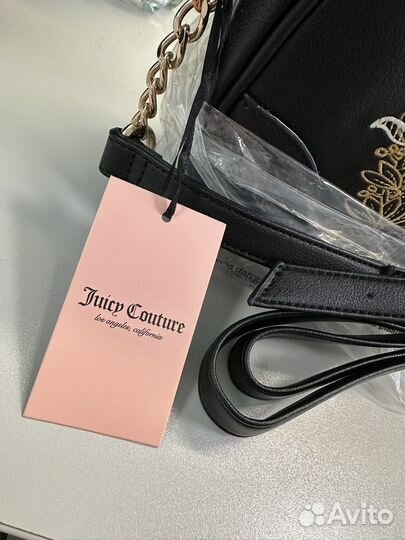 Juicy Couture
los angeles, california
Avito